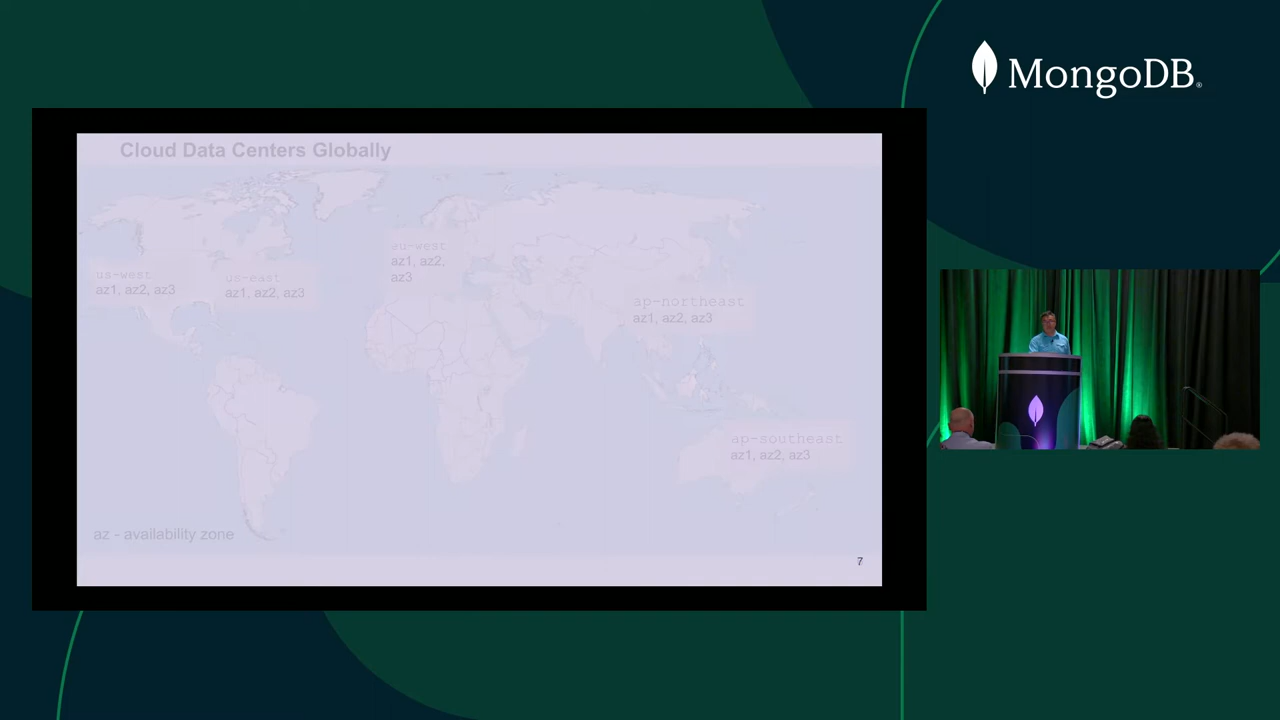 MongoDB®
Cloud Data Centers Globally
us-west
az1, az2, az3
us-east
az1, az2, az3
eu-west
az1, az2,
az3
ap-northeast
az1, az2, az3
ap-southeast
az1, az2, az3
az - availability zone
7